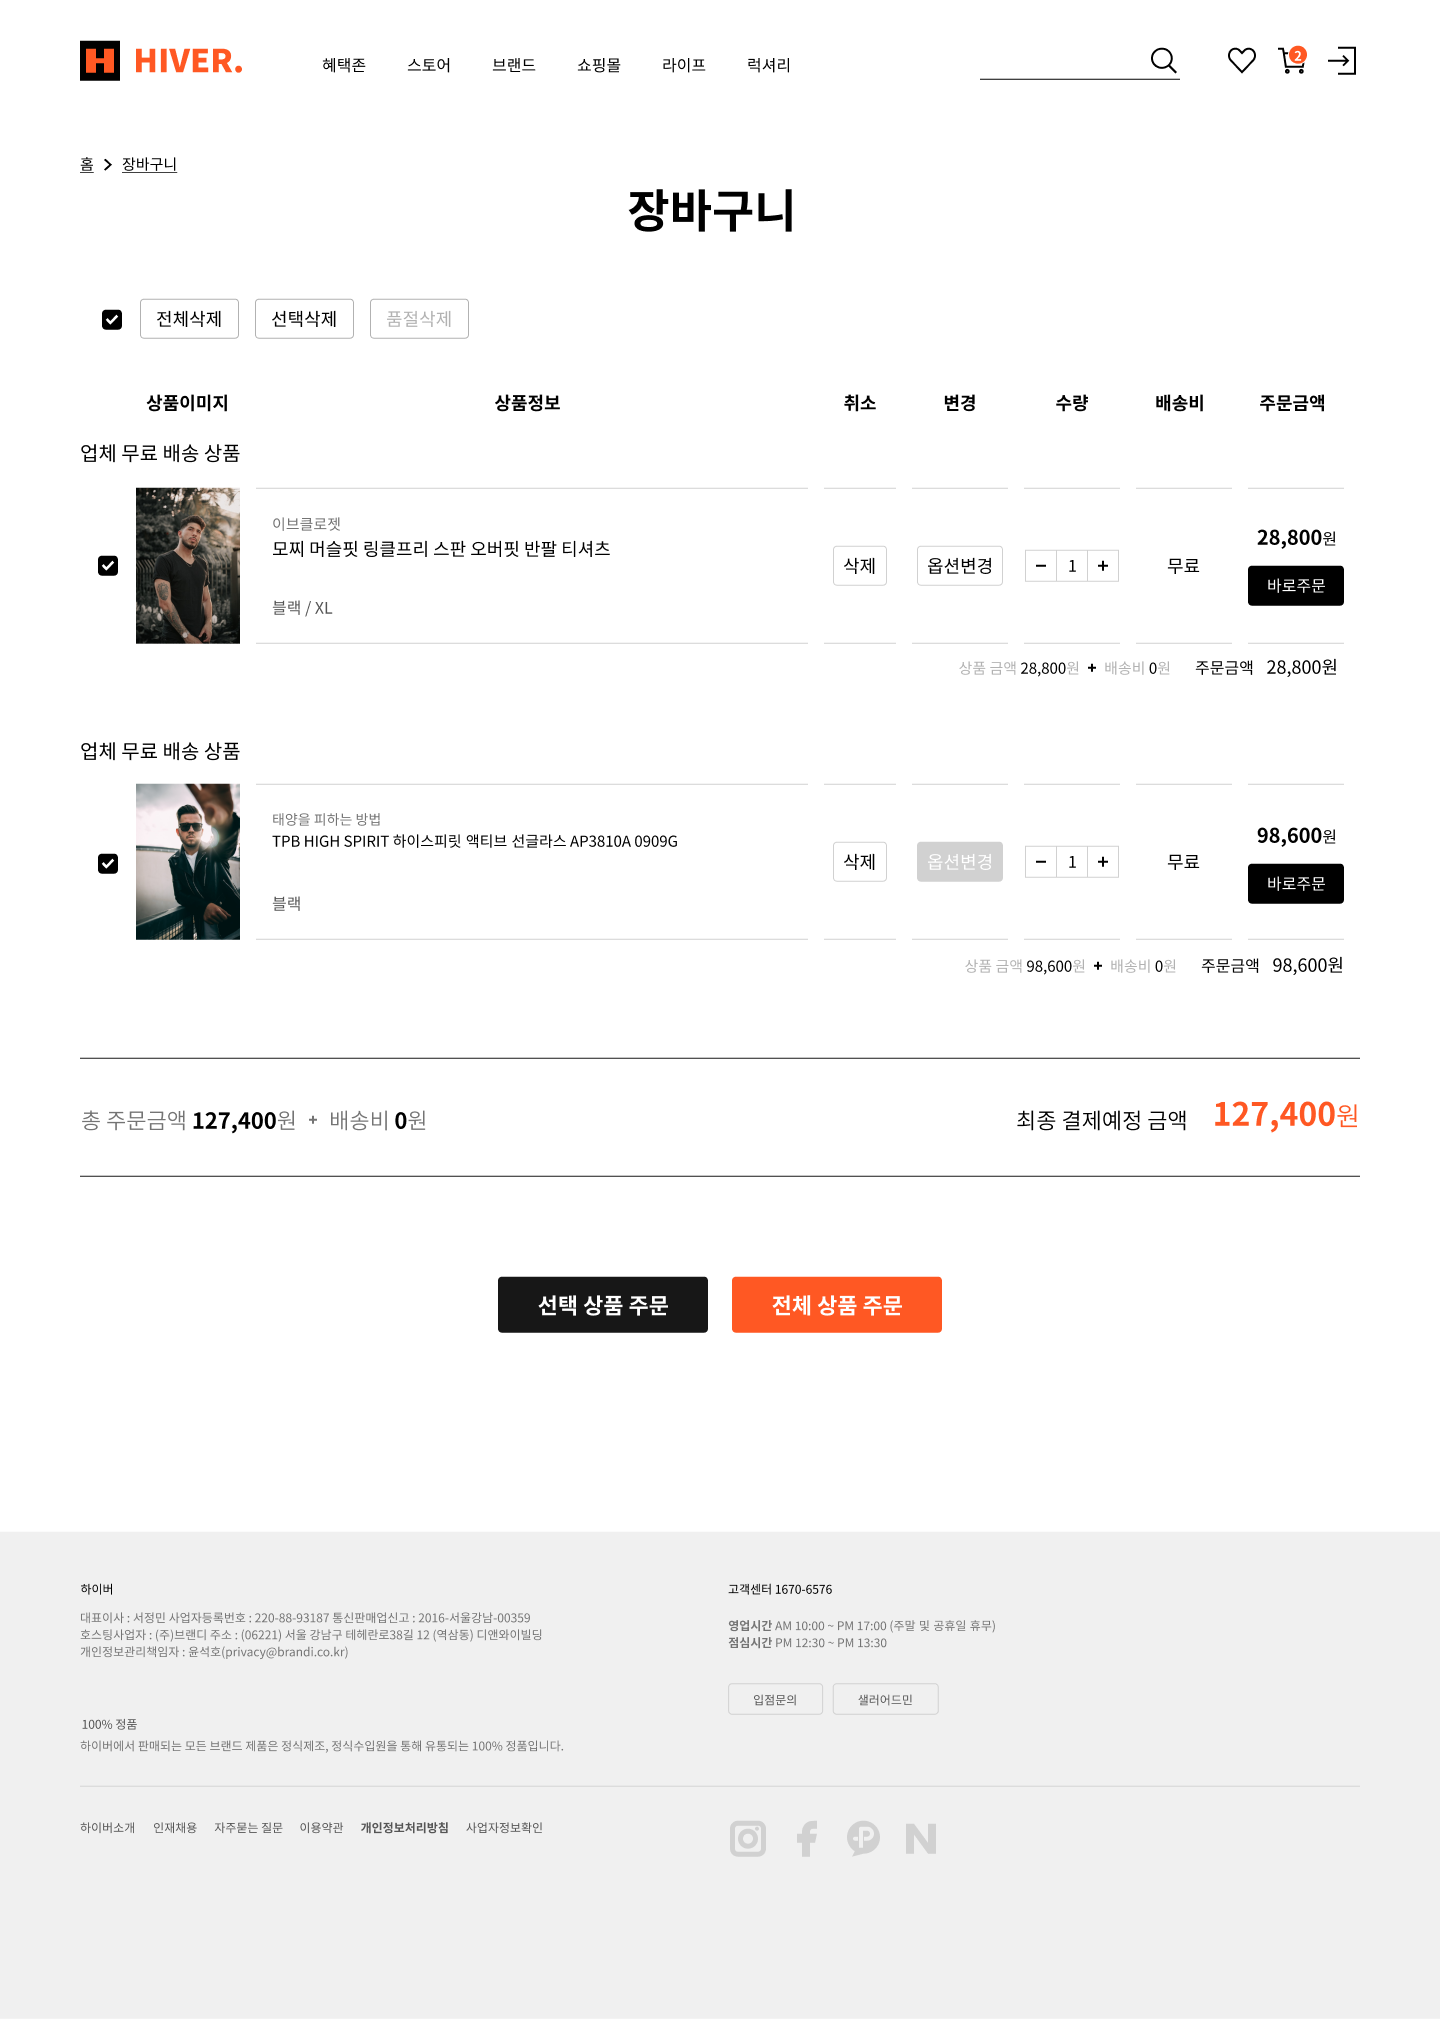 HIVER.
혜택존 스토어 브랜드 쇼핑몰 라이프 럭셔리
2
홈 > 장바구니
장바구니
전체삭제 선택삭제 품절삭제
상품이미지 상품정보 취소 변경 수량 배송비 주문금액
업체 무료 배송 상품
이브클로젯
모찌 머슬핏 링클프리 스판 오버핏 반팔 티셔츠
블랙 / XL
삭제 옵션변경 - 1 + 무료
28,800원
바로주문
상품 금액 28,800원 + 배송비 0원 주문금액 28,800원
업체 무료 배송 상품
태양을 피하는 방법
TPB HIGH SPIRIT 하이스피릿 액티브 선글라스 AP3810A 0909G
블랙
삭제 옵션변경 - 1 + 무료
98,600원
바로주문
상품 금액 98,600원 + 배송비 0원 주문금액 98,600원
총 주문금액 127,400원 + 배송비 0원
최종 결제예정 금액 127,400원
선택 상품 주문 전체 상품 주문
하이버
대표이사 : 서정민 사업자등록번호 : 220-88-93187 통신판매업신고 : 2016-서울강남-00359
호스팅사업자 : (주)브랜디 주소 : (06221) 서울 강남구 테헤란로38길 12 (역삼동) 디앤와이빌딩
개인정보관리책임자 : 윤석호(privacy@brandi.co.kr)
100% 정품
하이버에서 판매되는 모든 브랜드 제품은 정식제조, 정식수입원을 통해 유통되는 100% 정품입니다.
고객센터 1670-6576
영업시간 AM 10:00 ~ PM 17:00 (주말 및 공휴일 휴무)
점심시간 PM 12:30 ~ PM 13:30
입점문의 샐러어드민
하이버소개 인재채용 자주묻는 질문 이용약관 개인정보처리방침 사업자정보확인